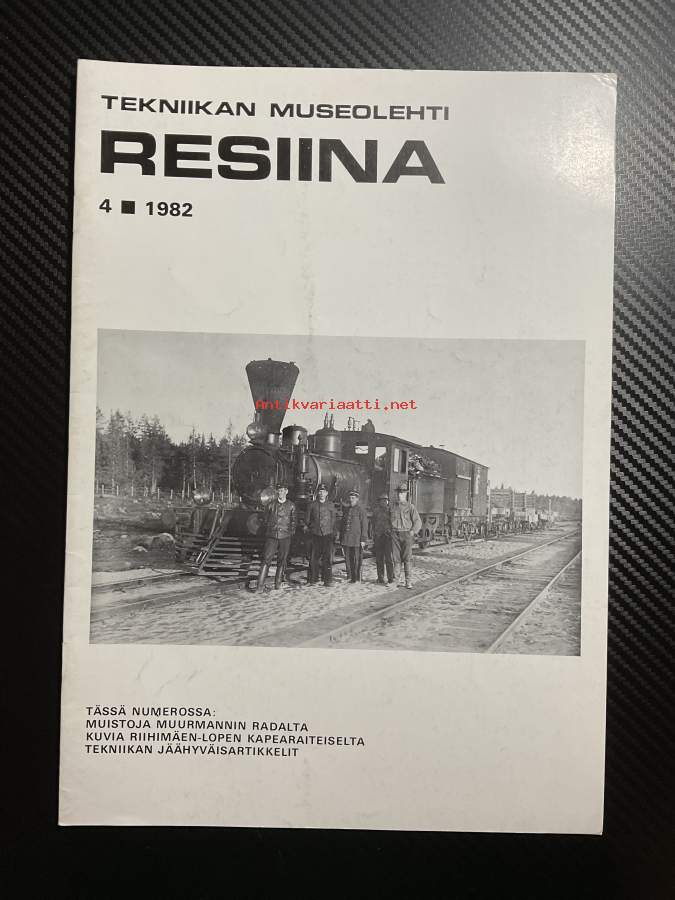 TEKNIIKAN MUSEOLEHTI
RESIINA
4 ■ 1982
Antikvariaatti.net
TÄSSÄ NUMEROSSA:
MUISTOJA MUURMANNIN RADALTA
KUVIA RIIHIMÄEN-LOPEN KAPEARAITEISELTA
TEKNIIKAN JÄÄHYVÄISARTIKKELIT